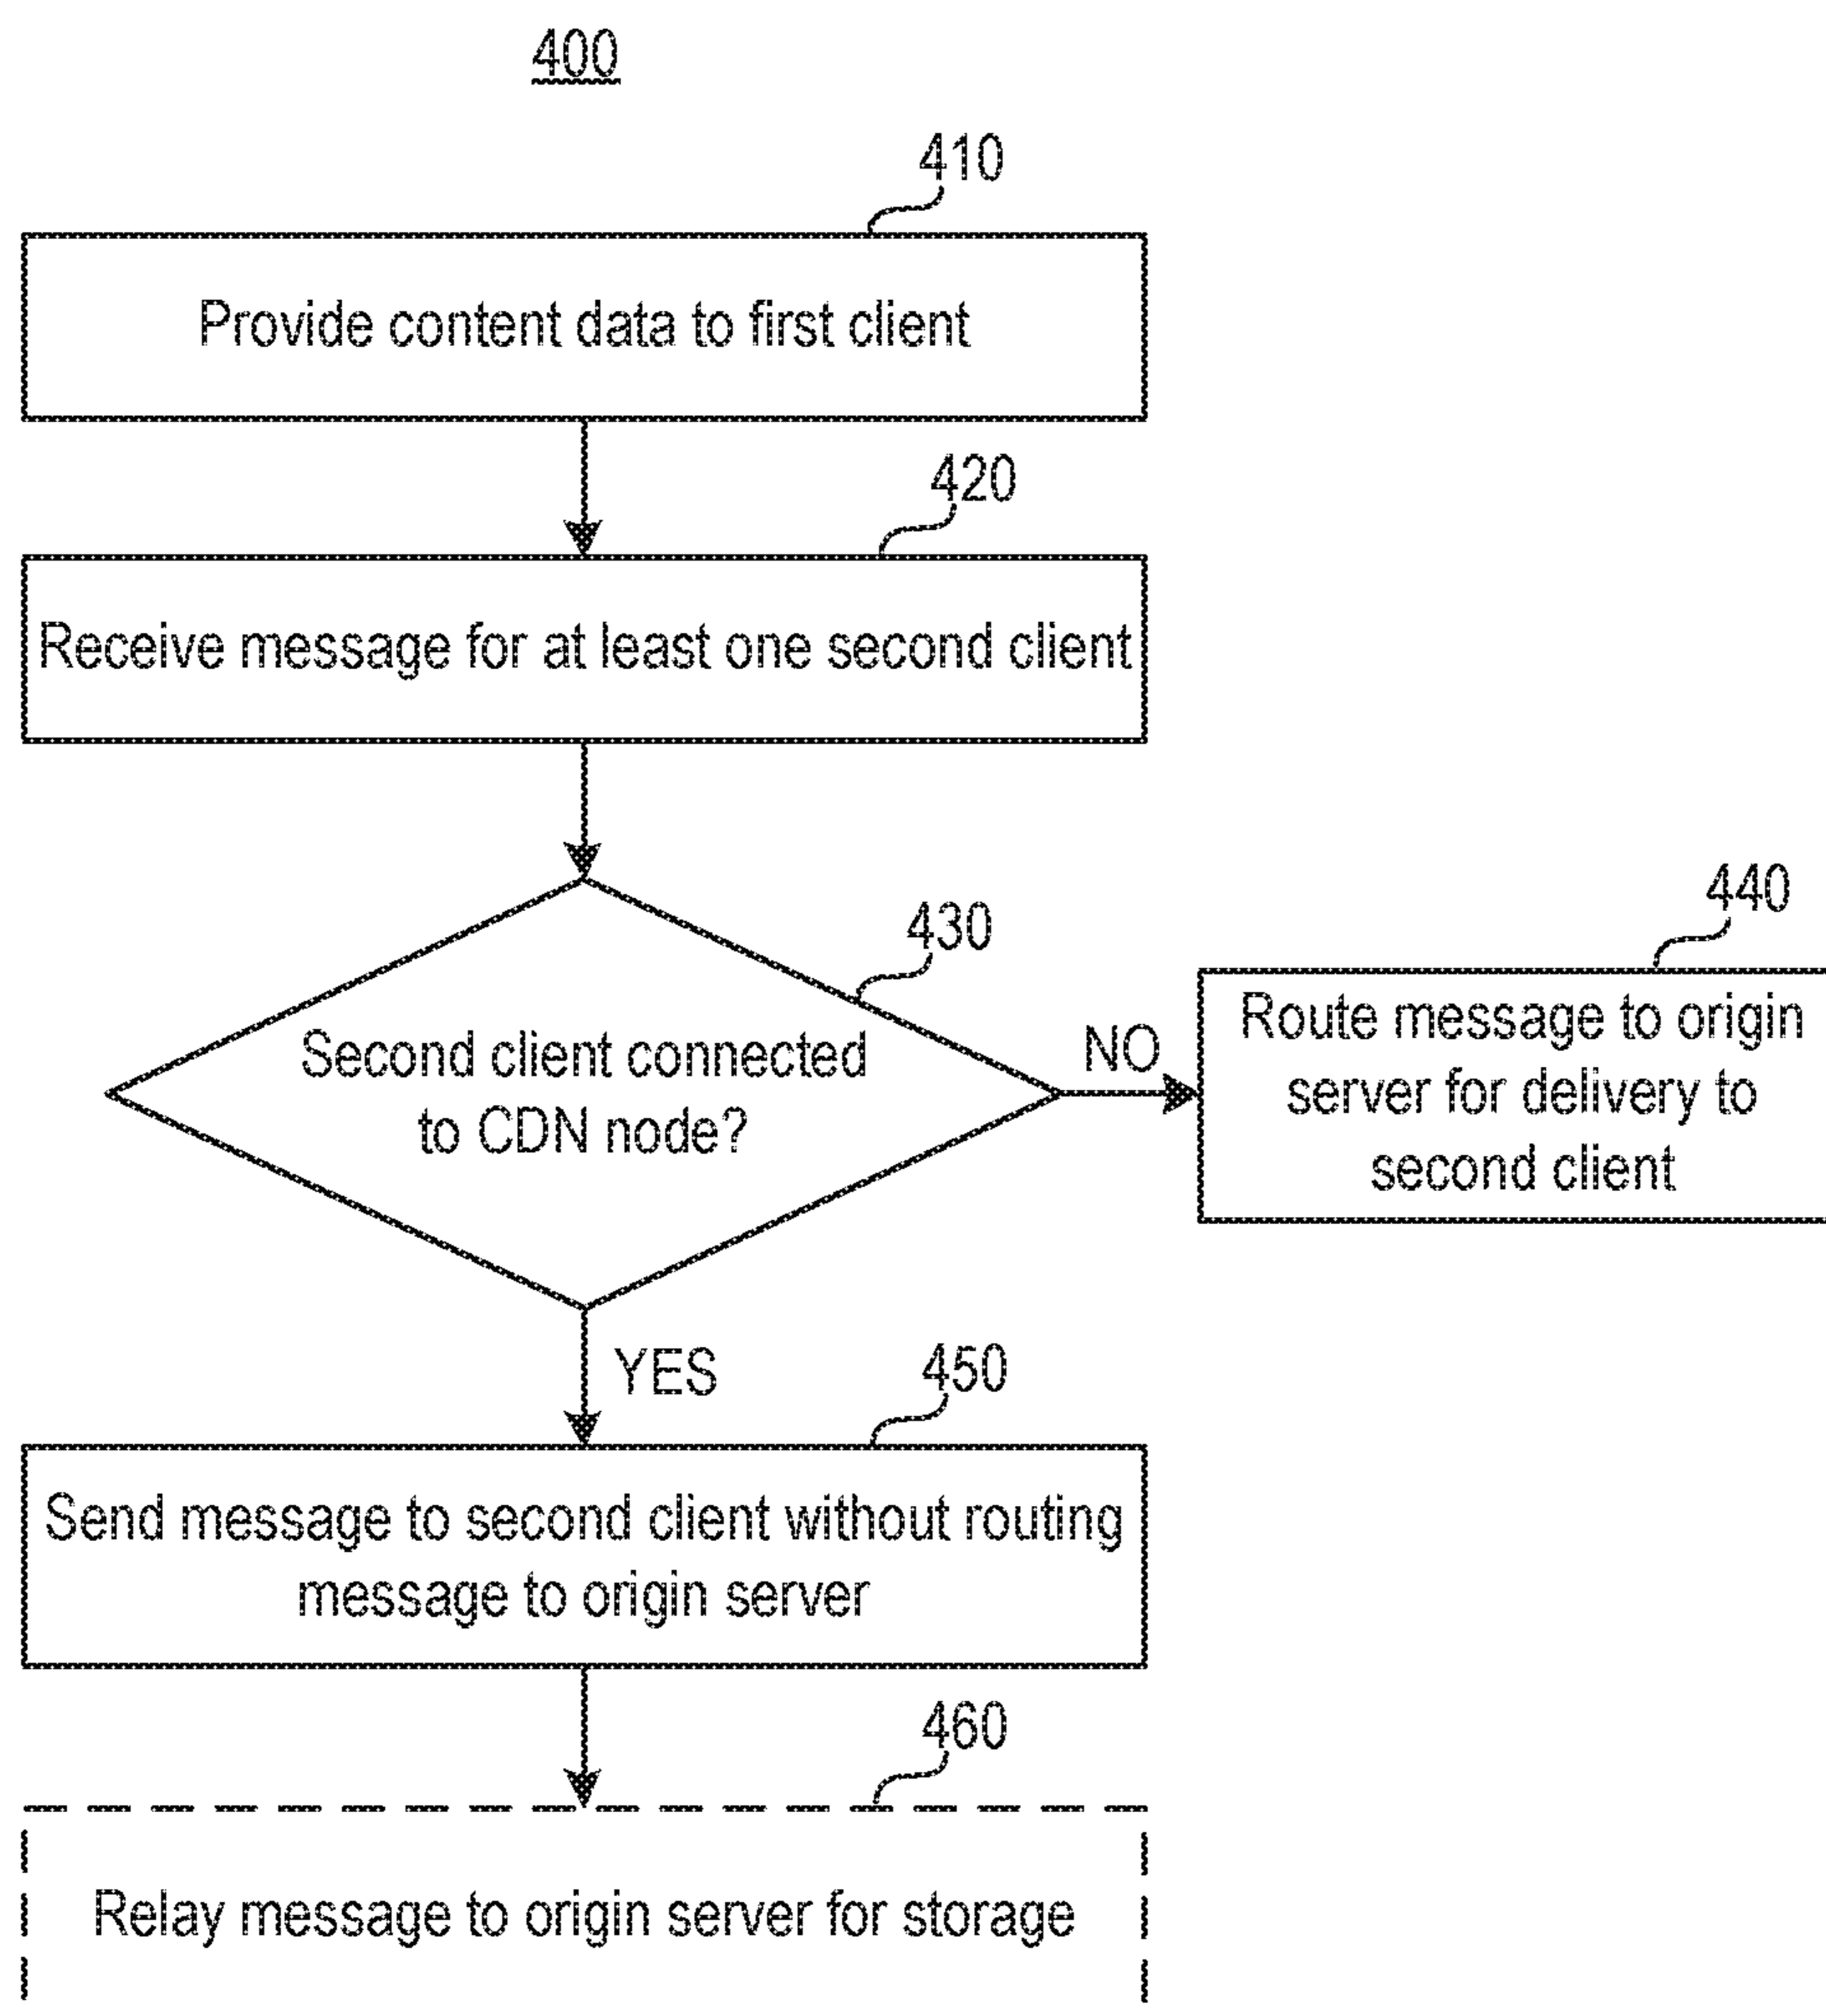 400
410
Provide content data to first client
420
Receive message for at least one second client
430
Second client connected
to CDN node?
NO
440
Route message to origin
server for delivery to
second client
YES
450
Send message to second client without routing
message to origin server
460
Relay message to origin server for storage